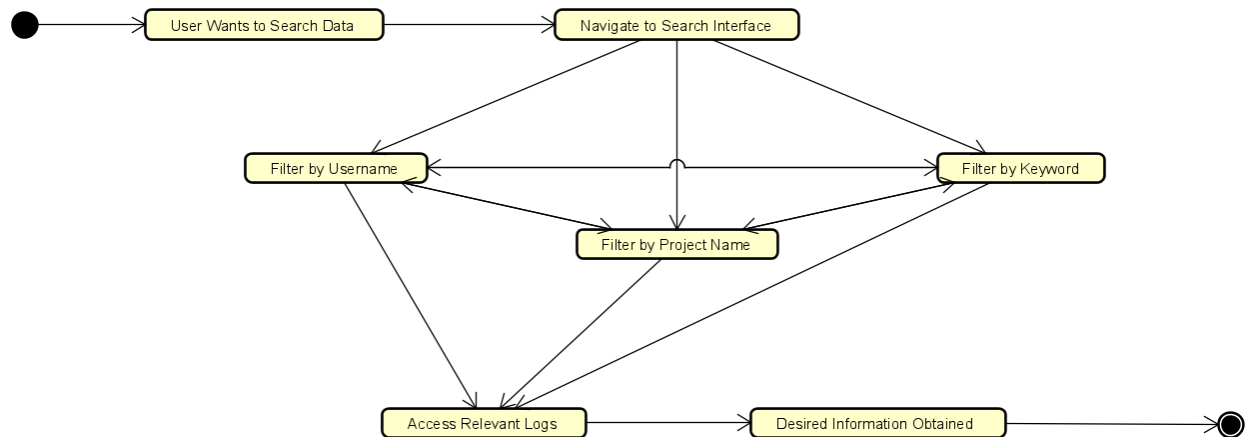 User Wants to Search Data
Navigate to Search Interface
Filter by Username
Filter by Keyword
Filter by Project Name
Access Relevant Logs
Desired Information Obtained